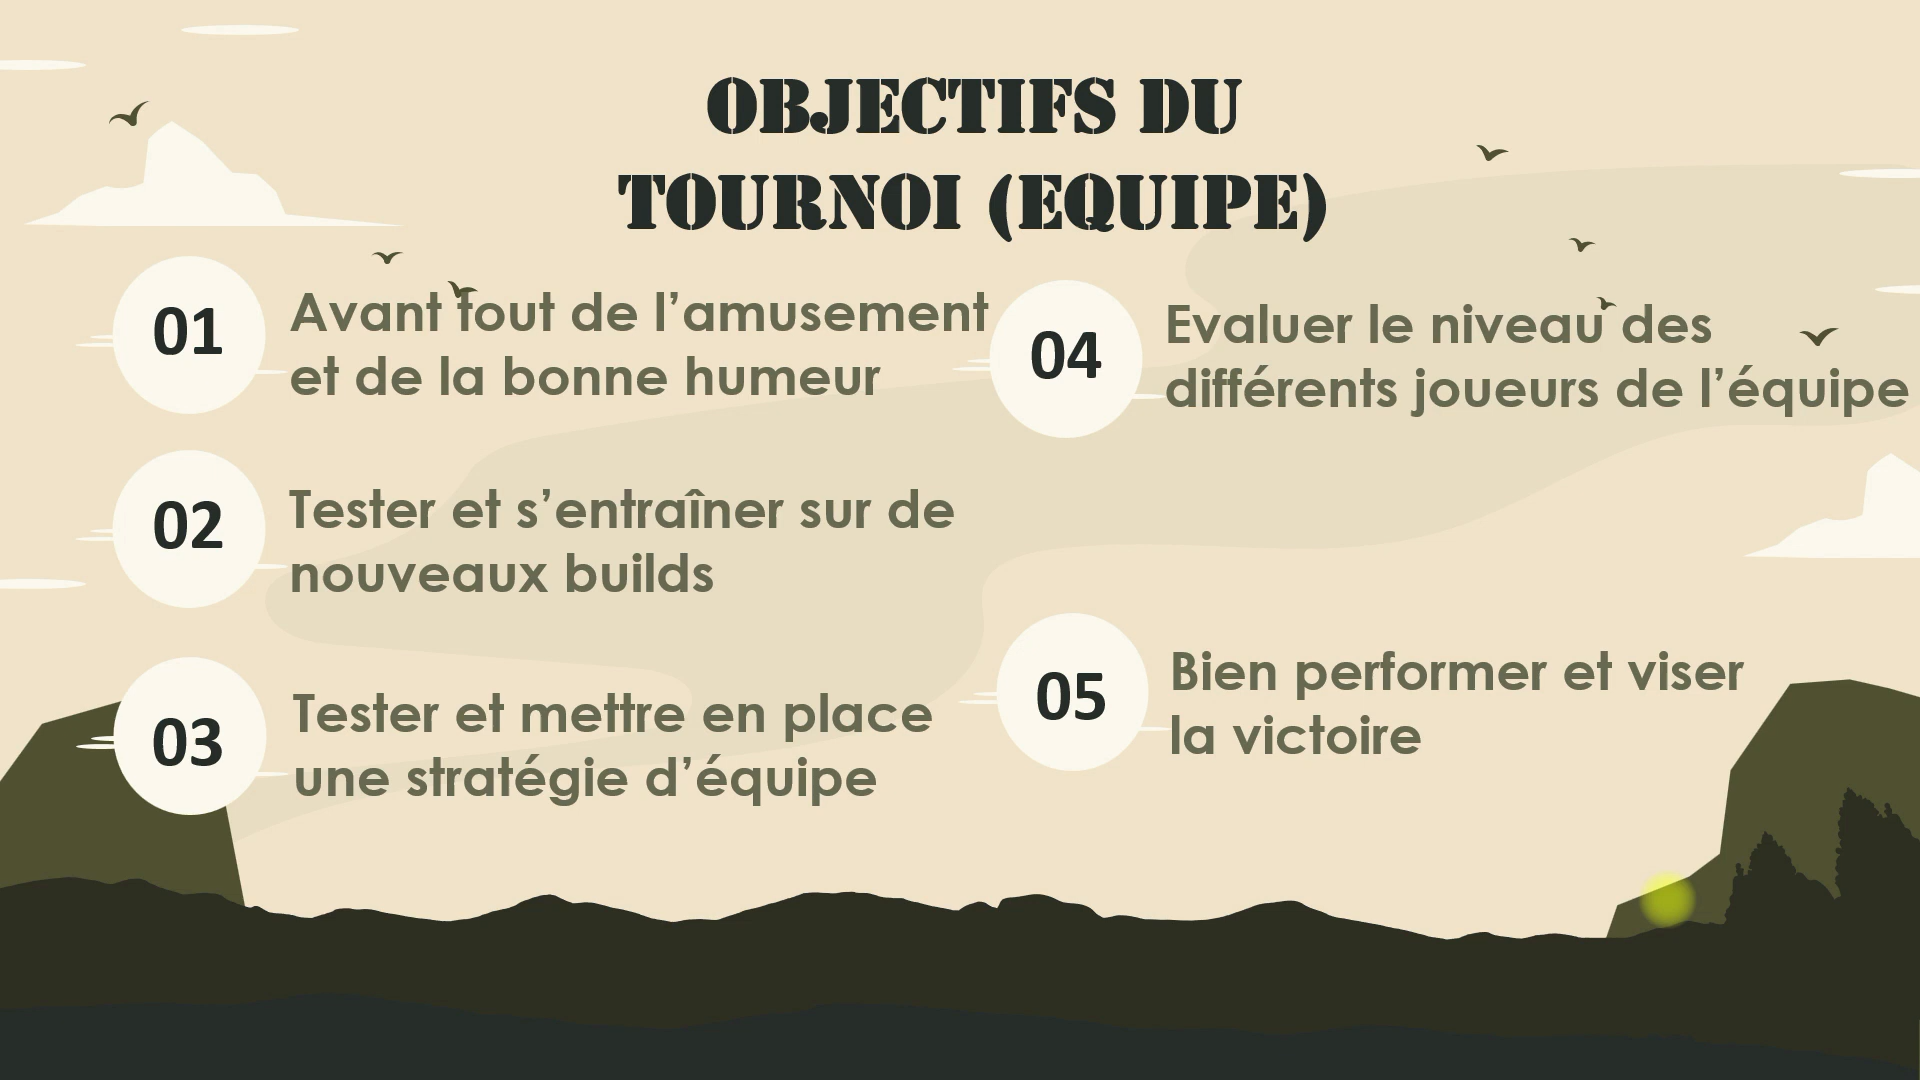 OBJECTIFS DU
TOURNOI (EQUIPE)
01
Avant tout de l’amusement
et de la bonne humeur
02
Tester et s’entraîner sur de
nouveaux builds
03
Tester et mettre en place
une stratégie d’équipe
04
Evaluer le niveau des
différents joueurs de l’équipe
05
Bien performer et viser
la victoire